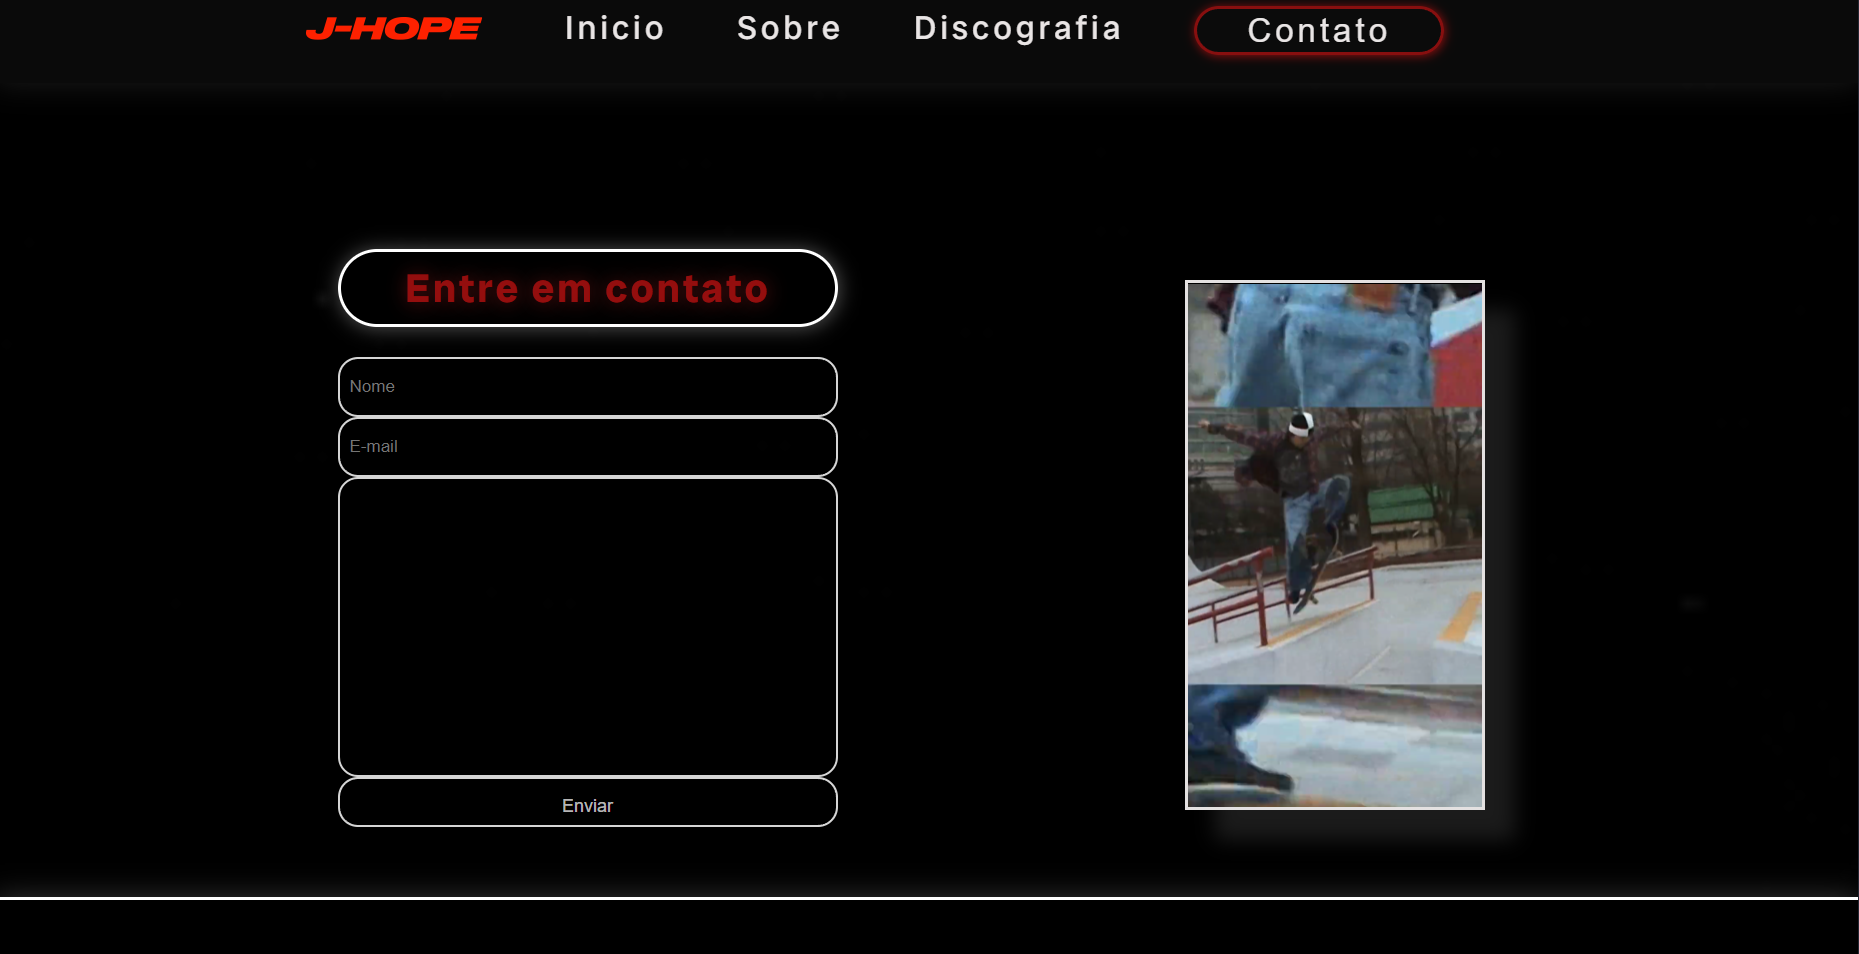 J-HOPE Inicio Sobre Discografia Contato
Entre em contato
Nome
E-mail
Enviar